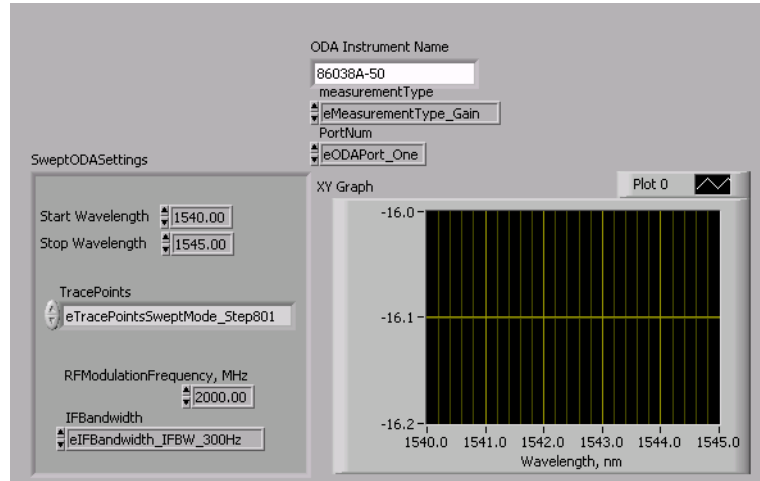 ODA Instrument Name
86038A-50
measurementType
eMeasurementType_Gain
PortNum
eODAPort_One
SweptODASettings
Start Wavelength 1540.00
Stop Wavelength 1545.00
TracePoints
eTracePointsSweptMode_Step801
RFModulationFrequency, MHz
2000.00
IFBandwidth
eIFBandwidth_IFBW_300Hz
XY Graph
Plot 0
-16.0
-16.1
-16.2
1540.0 1541.0 1542.0 1543.0 1544.0 1545.0
Wavelength, nm